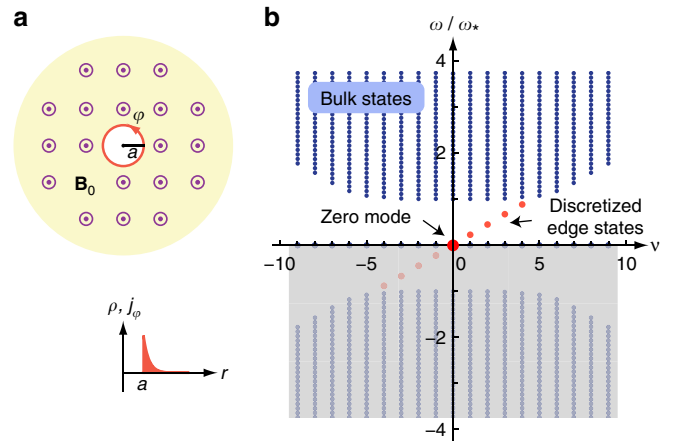 a
φ
a
B₀
ρ, jφ
a
r
b
ω / ω⋆
4
Bulk states
2
Zero mode
Discretized
edge states
−10
−5
0
5
10
ν
−2
−4